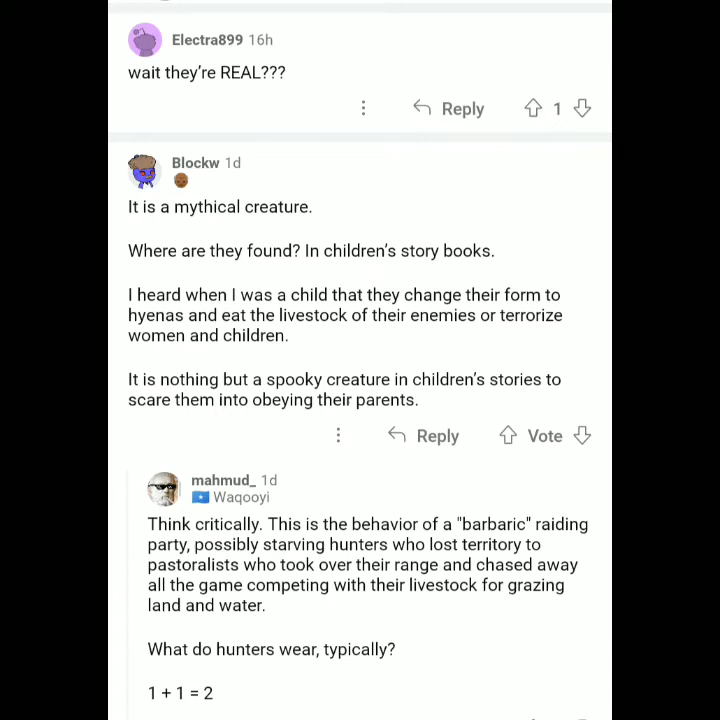 Electra899 16h
wait they're REAL???
Reply 1
Blockw 1d
It is a mythical creature.
Where are they found? In children's story books.
I heard when I was a child that they change their form to
hyenas and eat the livestock of their enemies or terrorize
women and children.
It is nothing but a spooky creature in children's stories to
scare them into obeying their parents.
Reply Vote
mahmud_ 1d
Waqooyi
Think critically. This is the behavior of a "barbaric" raiding
party, possibly starving hunters who lost territory to
pastoralists who took over their range and chased away
all the game competing with their livestock for grazing
land and water.
What do hunters wear, typically?
1 + 1 = 2